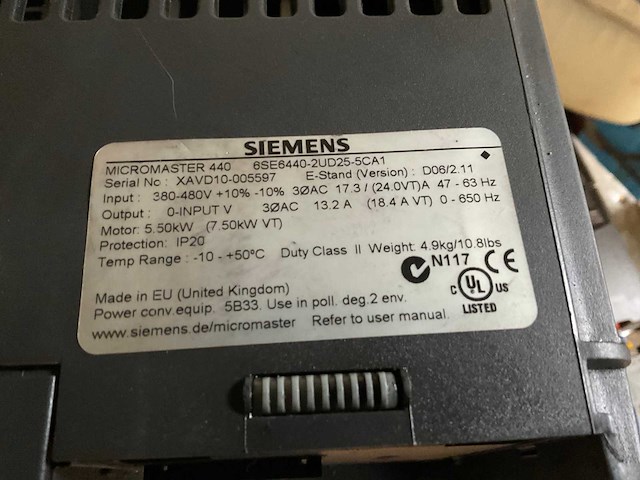 SIEMENS
MICROMASTER 440 6SE6440-2UD25-5CA1
Serial No : XAVD10-005597 E-Stand (Version) : D06/2.11
Input : 380-480V +10% -10% 3ØAC 17.3 / (24.0VT)A 47 - 63 Hz
Output : 0-INPUT V 3ØAC 13.2 A (18.4 A VT) 0 - 650 Hz
Motor: 5.50kW (7.50kW VT)
Protection: IP20
Temp Range : -10 - +50ºC Duty Class II Weight: 4.9kg/10.8lbs
N117 CE
Made in EU (United Kingdom)
Power conv.equip. 5B33. Use in poll. deg.2 env.
C UL US
LISTED
www.siemens.de/micromaster Refer to user manual.